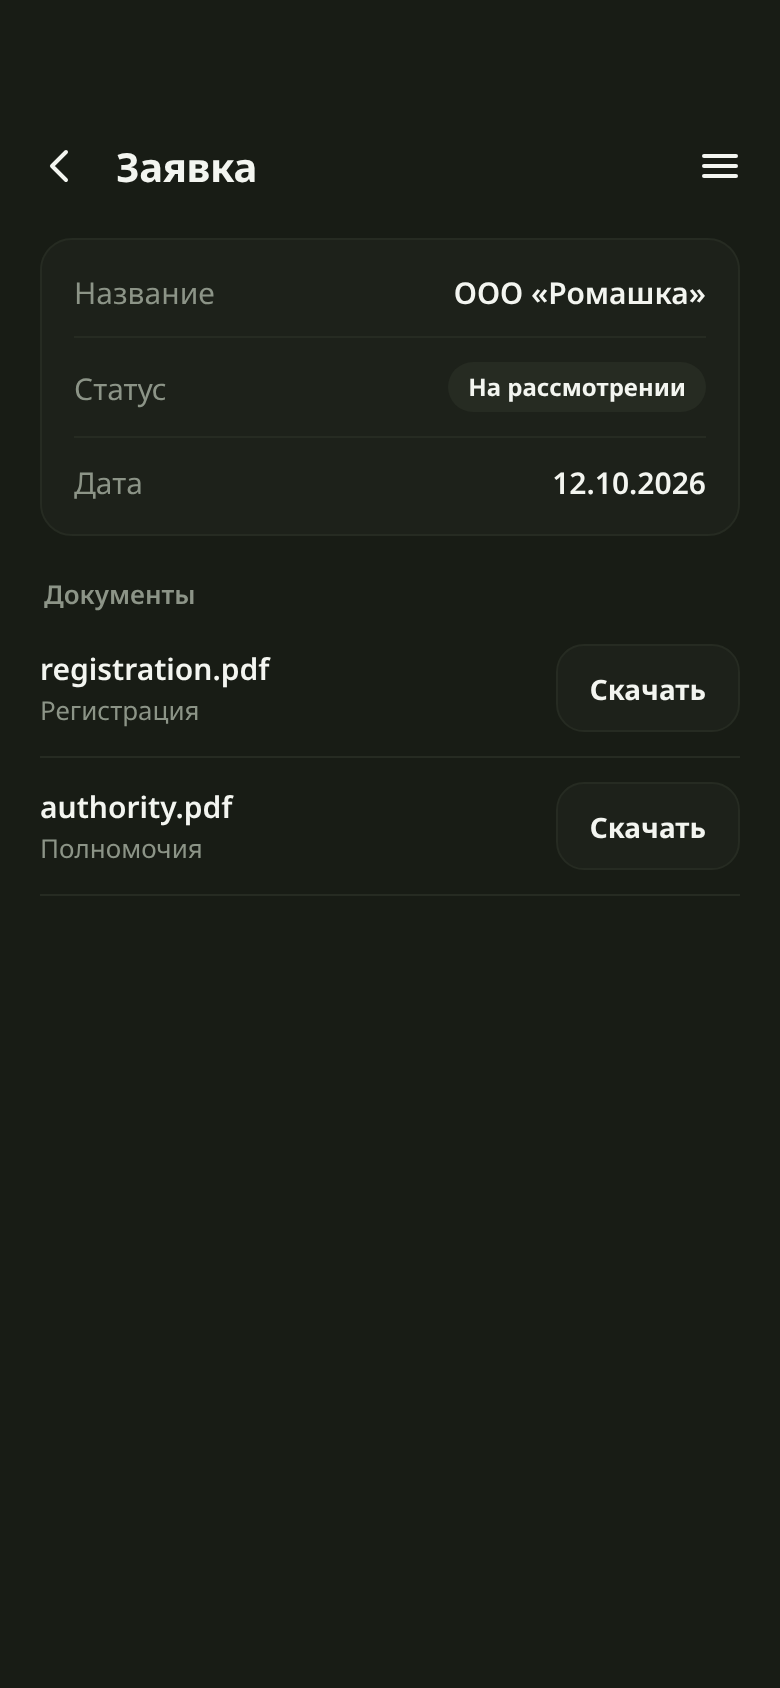 Заявка
Название ООО «Ромашка»
Статус На рассмотрении
Дата 12.10.2026
Документы
registration.pdf
Регистрация
Скачать
authority.pdf
Полномочия
Скачать